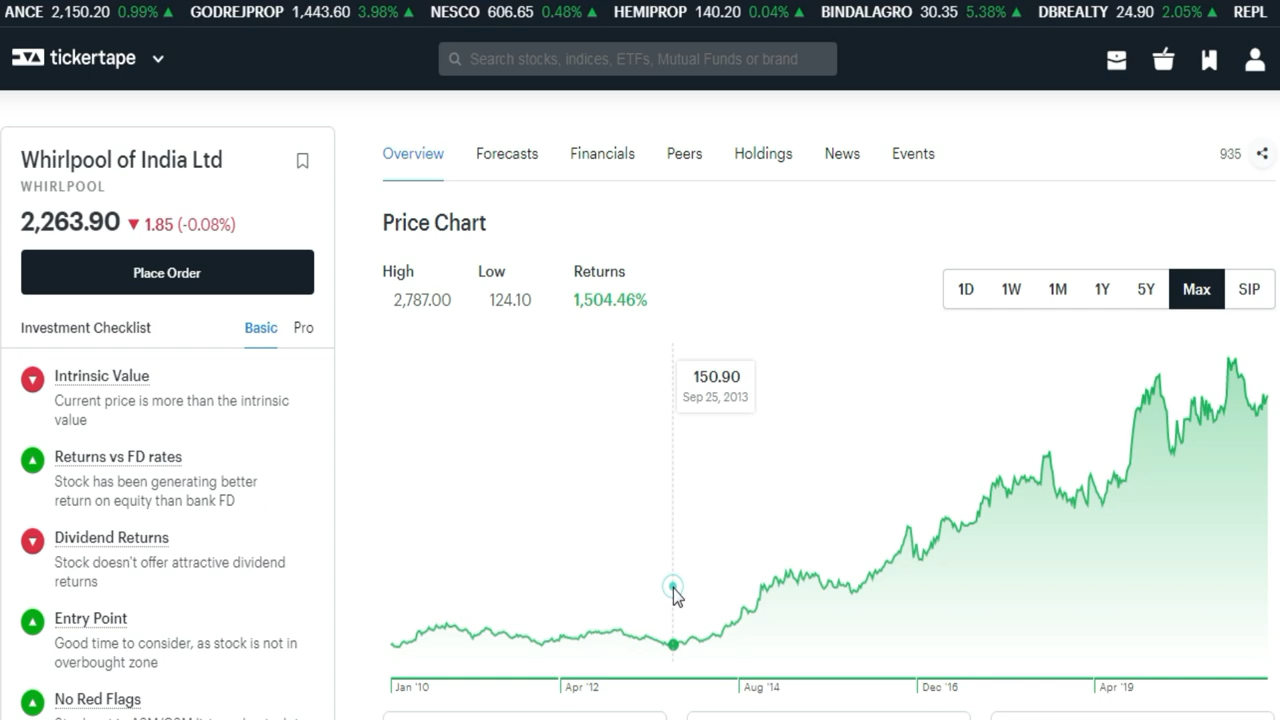 ANCE 2,150.20 0.99% ▲ GODREJPROP 1,443.60 3.98% ▲ NESCO 606.65 0.48% ▲ HEMIPROP 140.20 0.04% ▲ BINDALAGRO 30.35 5.38% ▲ DBREALTY 24.90 2.05% ▲ REPL
tickertape
Search stocks, indices, ETFs, Mutual Funds or brand
Whirlpool of India Ltd
WHIRLPOOL
2,263.90 ▼ 1.85 (-0.08%)
Place Order
Investment Checklist Basic Pro
Intrinsic Value
Current price is more than the intrinsic
value
Returns vs FD rates
Stock has been generating better
return on equity than bank FD
Dividend Returns
Stock doesn't offer attractive dividend
returns
Entry Point
Good time to consider, as stock is not in
overbought zone
No Red Flags
Overview Forecasts Financials Peers Holdings News Events 935
Price Chart
High Low Returns
2,787.00 124.10 1,504.46%
1D 1W 1M 1Y 5Y Max SIP
150.90
Sep 25, 2013
Jan '10 Apr '12 Aug '14 Dec '16 Apr '19